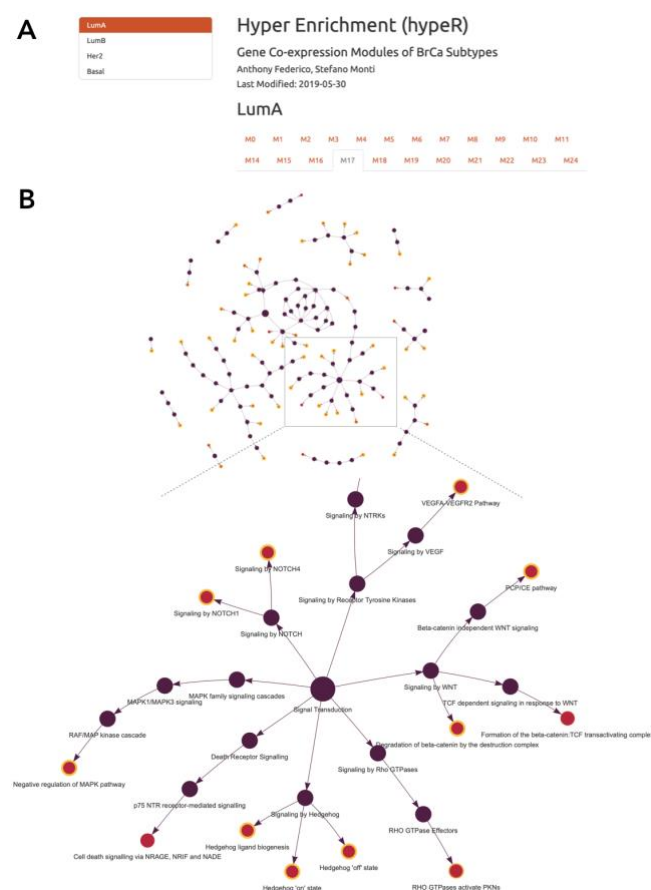 A
LumA
LumB
Her2
Basal
Hyper Enrichment (hypeR)
Gene Co-expression Modules of BrCa Subtypes
Anthony Federico, Stefano Monti
Last Modified: 2019-05-30
LumA
M0 M1 M2 M3 M4 M5 M6 M7 M8 M9 M10 M11
M14 M15 M16 M17 M18 M19 M20 M21 M22 M23 M24
B
Signaling by NTRKs
VEGFA-VEGFR2 Pathway
Signaling by VEGF
Signaling by NOTCH4
PCP/CE pathway
Signaling by NOTCH1
Signaling by Receptor Tyrosine Kinases
Beta-catenin independent WNT signaling
Signaling by NOTCH
Signaling by WNT
MAPK family signaling cascades
MAPK1/MAPK3 signaling
TCF dependent signaling in response to WNT
Signal Transduction
RAF/MAP kinase cascade
Formation of the beta-catenin:TCF transactivating comple
Degradation of beta-catenin by the destruction complex
Death Receptor Signalling
Signaling by Rho GTPases
Negative regulation of MAPK pathway
p75 NTR receptor-mediated signalling
Signaling by Hedgehog
RHO GTPase Effectors
Hedgehog ligand biogenesis
Cell death signalling via NRAGE, NRIF and NADE
Hedgehog 'off' state
Hedgehog 'on' state
RHO GTPases activate PKNs